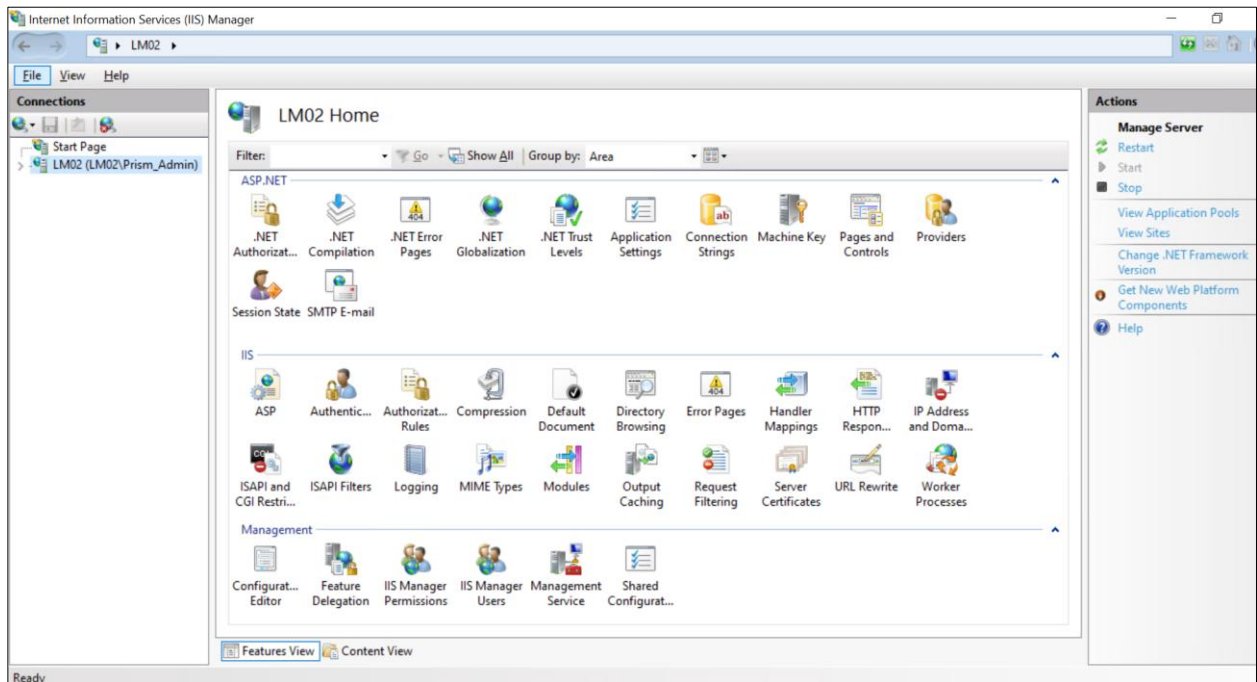 Internet Information Services (IIS) Manager
LM02
File View Help
Connections
Start Page
LM02 (LM02\Prism_Admin)
LM02 Home
Filter: Go Show All Group by: Area
ASP.NET
.NET Authorizat...
.NET Compilation
.NET Error Pages
.NET Globalization
.NET Trust Levels
Application Settings
Connection Strings
Machine Key
Pages and Controls
Providers
Session State
SMTP E-mail
IIS
ASP
Authentic...
Authorizat... Rules
Compression
Default Document
Directory Browsing
Error Pages
Handler Mappings
HTTP Respon...
IP Address and Doma...
ISAPI and CGI Restri...
ISAPI Filters
Logging
MIME Types
Modules
Output Caching
Request Filtering
Server Certificates
URL Rewrite
Worker Processes
Management
Configurat... Editor
Feature Delegation
IIS Manager Permissions
IIS Manager Users
Management Service
Shared Configurat...
Features View Content View
Ready
Actions
Manage Server
Restart
Start
Stop
View Application Pools
View Sites
Change .NET Framework
Version
Get New Web Platform
Components
Help